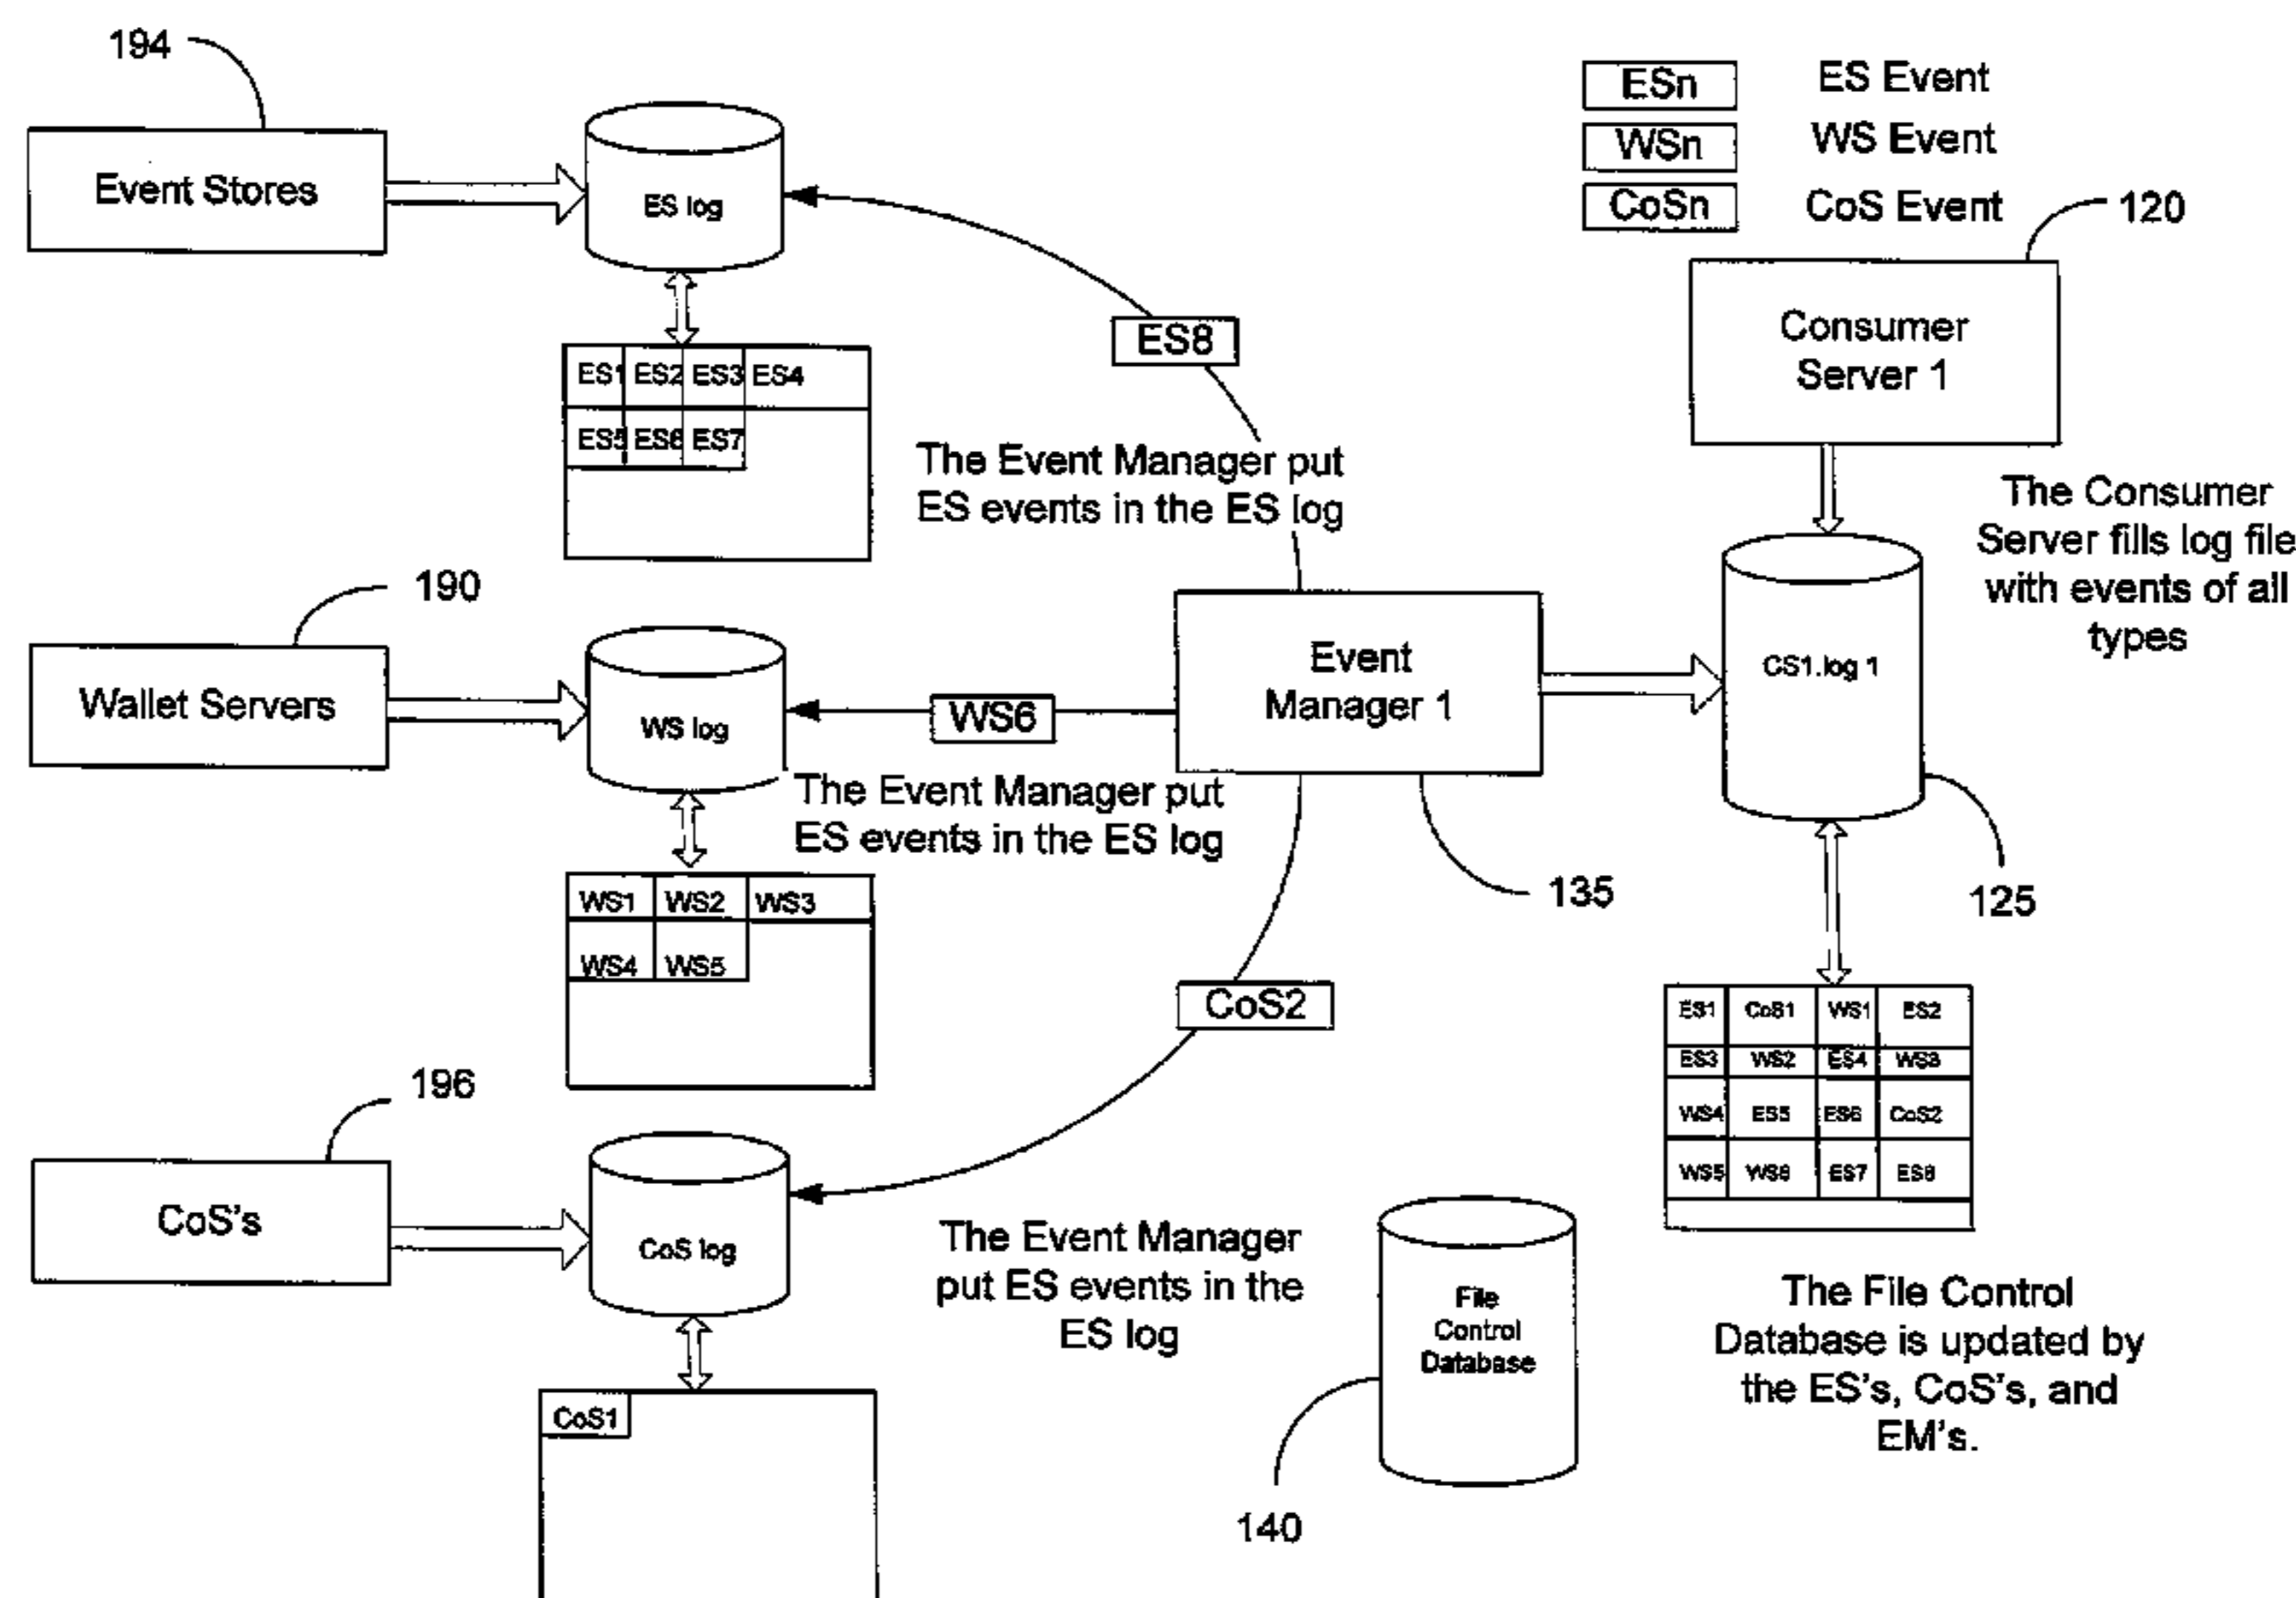 194
Event Stores
ES log
ES1 ES2 ES3 ES4
ES5 ES6 ES7
ES8
The Event Manager put
ES events in the ES log
ESn ES Event
WSn WS Event
CoSn CoS Event
120
Consumer
Server 1
The Consumer
Server fills log file
with events of all
types
190
Wallet Servers
WS log
WS6
Event
Manager 1
CS1.log 1
The Event Manager put
ES events in the ES log
135
125
WS1 WS2 WS3
WS4 WS5
CoS2
ES1 CoS1 WS1 ES2
ES3 WS2 ES4 WS3
WS4 ES5 ES6 CoS2
WS5 WS6 ES7 ES8
196
CoS's
CoS log
The Event Manager
put ES events in the
ES log
File
Control
Database
140
The File Control
Database is updated by
the ES's, CoS's, and
EM's.
CoS1